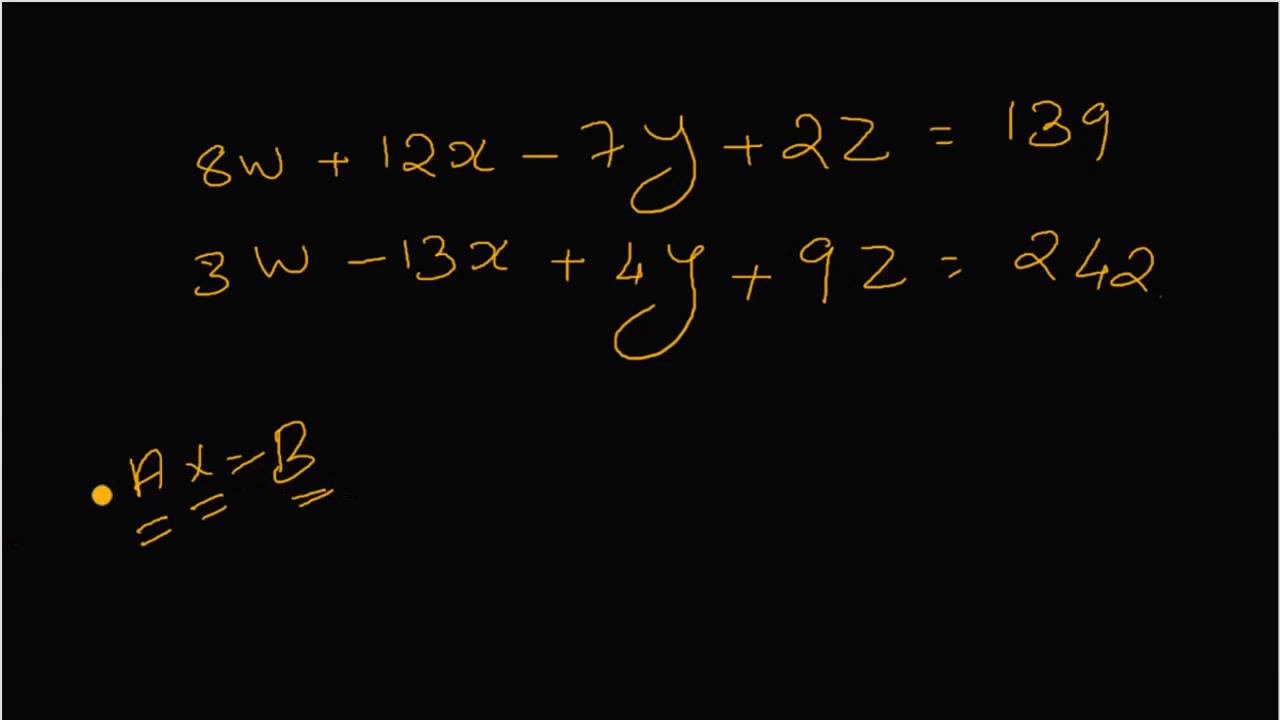 8w + 12x - 7y + 2z = 139
3w - 13x + 4y + 9z = 242
Ax = B